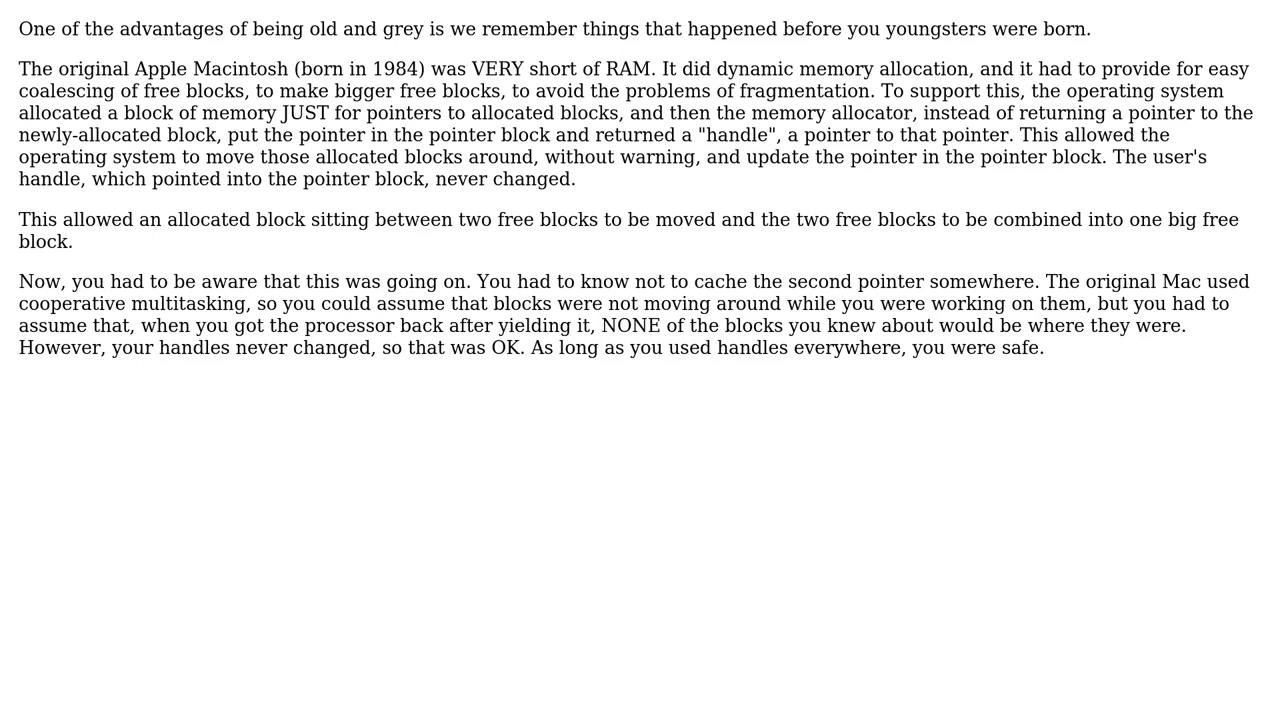 One of the advantages of being old and grey is we remember things that happened before you youngsters were born.
The original Apple Macintosh (born in 1984) was VERY short of RAM. It did dynamic memory allocation, and it had to provide for easy
coalescing of free blocks, to make bigger free blocks, to avoid the problems of fragmentation. To support this, the operating system
allocated a block of memory JUST for pointers to allocated blocks, and then the memory allocator, instead of returning a pointer to the
newly-allocated block, put the pointer in the pointer block and returned a "handle", a pointer to that pointer. This allowed the
operating system to move those allocated blocks around, without warning, and update the pointer in the pointer block. The user's
handle, which pointed into the pointer block, never changed.
This allowed an allocated block sitting between two free blocks to be moved and the two free blocks to be combined into one big free
block.
Now, you had to be aware that this was going on. You had to know not to cache the second pointer somewhere. The original Mac used
cooperative multitasking, so you could assume that blocks were not moving around while you were working on them, but you had to
assume that, when you got the processor back after yielding it, NONE of the blocks you knew about would be where they were.
However, your handles never changed, so that was OK. As long as you used handles everywhere, you were safe.